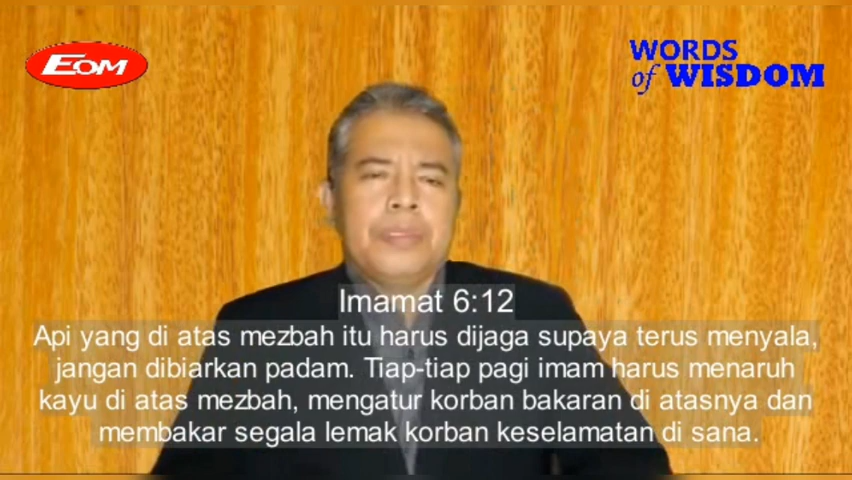 EOM
WORDS
of WISDOM
Imamat 6:12
Api yang di atas mezbah itu harus dijaga supaya terus menyala,
jangan dibiarkan padam. Tiap-tiap pagi imam harus menaruh
kayu di atas mezbah, mengatur korban bakaran di atasnya dan
membakar segala lemak korban keselamatan di sana.